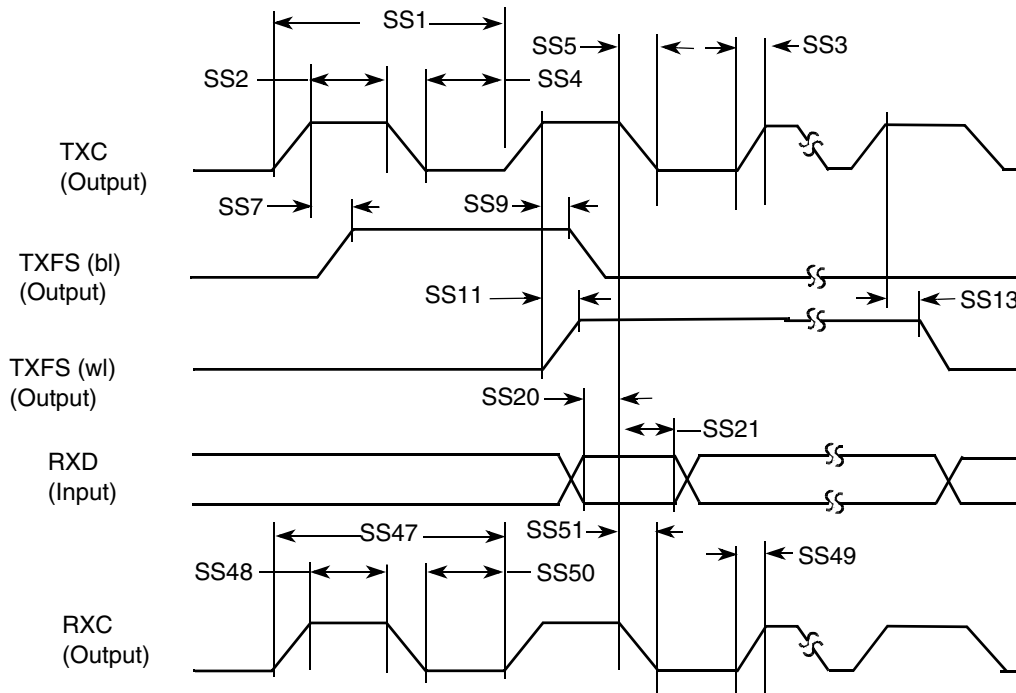 SS1
SS5
SS3
SS2
SS4
TXC
(Output)
SS7
SS9
TXFS (bl)
(Output)
SS11
SS13
TXFS (wl)
(Output)
SS20
SS21
RXD
(Input)
SS47
SS51
SS49
SS48
SS50
RXC
(Output)